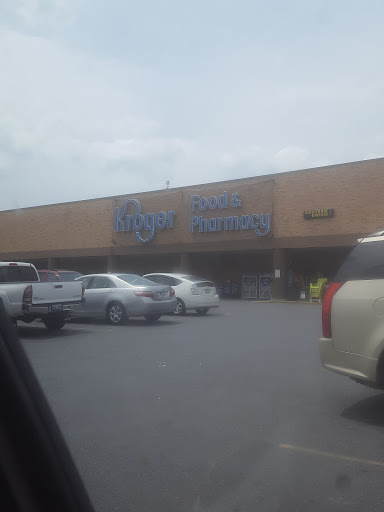 Kroger
Food &
Pharmacy